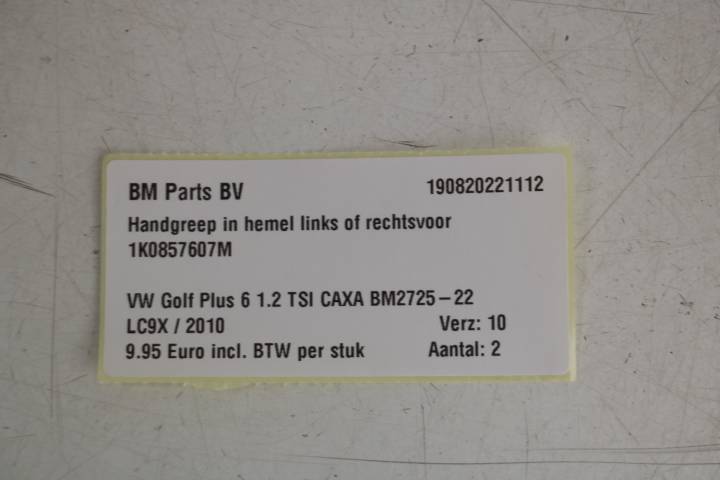 BM Parts BV 190820221112
Handgreep in hemel links of rechtsvoor
1K0857607M
VW Golf Plus 6 1.2 TSI CAXA BM2725-22
LC9X / 2010 Verz: 10
9.95 Euro incl. BTW per stuk Aantal: 2